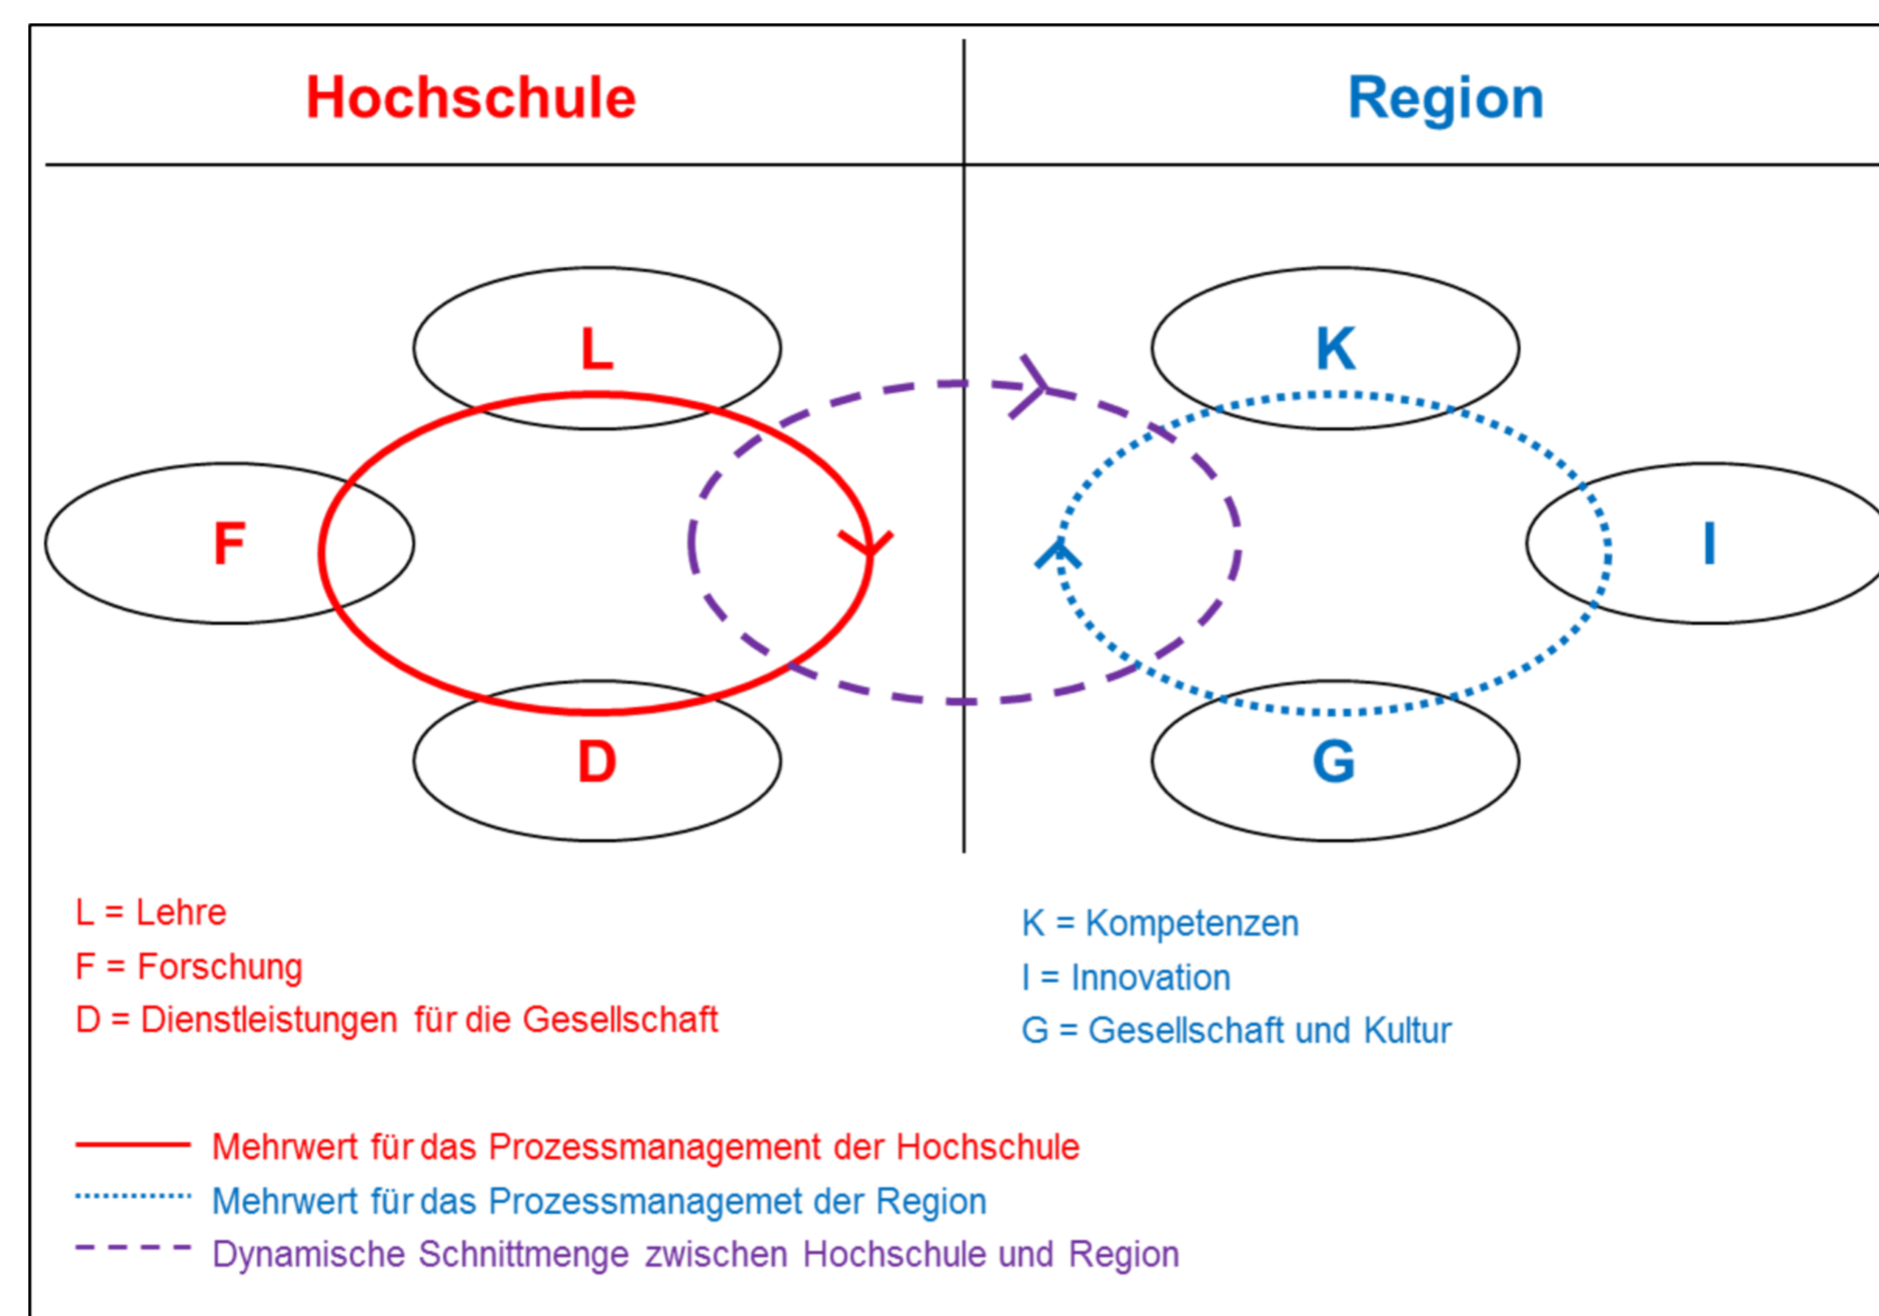 Hochschule
Region
L
K
F
I
D
G
L = Lehre
F = Forschung
D = Dienstleistungen für die Gesellschaft
K = Kompetenzen
I = Innovation
G = Gesellschaft und Kultur
Mehrwert für das Prozessmanagement der Hochschule
Mehrwert für das Prozessmanagemet der Region
Dynamische Schnittmenge zwischen Hochschule und Region